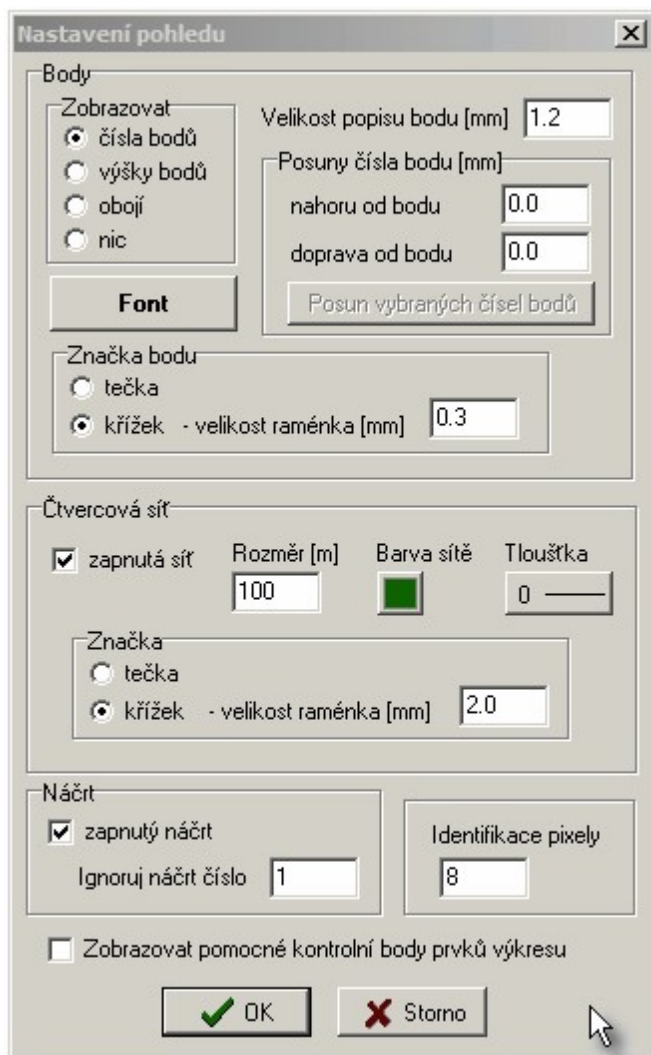 Nastavení pohledu
Body
Zobrazovat
čísla bodů
výšky bodů
obojí
nic
Font
Velikost popisu bodu [mm] 1.2
Posuny čísla bodu [mm]
nahoru od bodu 0.0
doprava od bodu 0.0
Posun vybraných čísel bodů
Značka bodu
tečka
křížek - velikost raménka [mm] 0.3
Čtvercová síť
zapnutá síť
Rozměr [m]
100
Barva sítě
Tloušťka
0
Značka
tečka
křížek - velikost raménka [mm] 2.0
Náčrt
zapnutý náčrt
Ignoruj náčrt číslo 1
Identifikace pixely
8
Zobrazovat pomocné kontrolní body prvků výkresu
OK
Storno